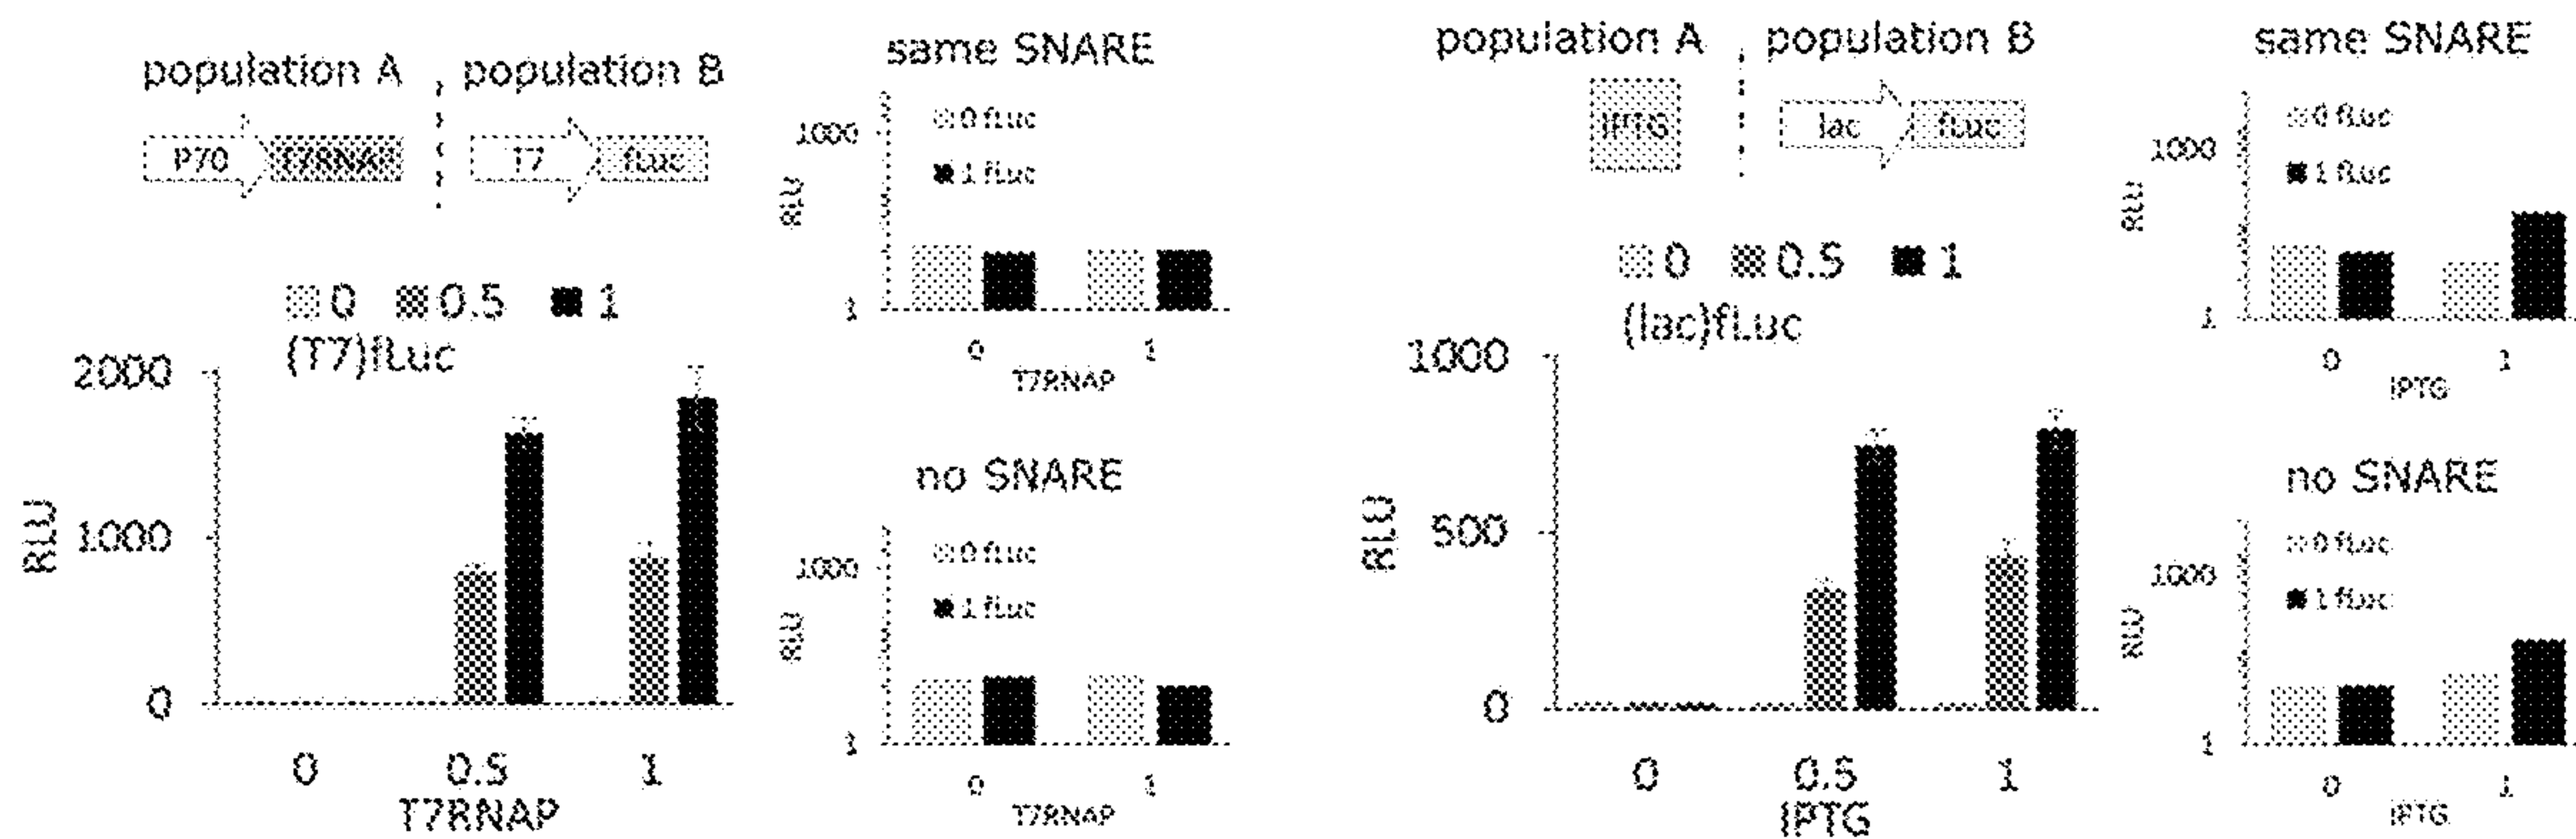 population A
population B
P70
T7RNAP
T7
fLuc
0 0.5 1
(T7)fLuc
RLU
2000
1000
0
0 0.5 1
T7RNAP
same SNARE
RLU
1000
1
0 fLuc
1 fLuc
0 1
T7RNAP
no SNARE
RLU
1000
1
0 fLuc
1 fLuc
0 1
T7RNAP
population A
population B
IPTG
lac
fLuc
0 0.5 1
(lac)fLuc
RLU
1000
500
0
0 0.5 1
IPTG
same SNARE
RLU
1000
1
0 fLuc
1 fLuc
0 1
IPTG
no SNARE
RLU
1000
1
0 fLuc
1 fLuc
0 1
IPTG